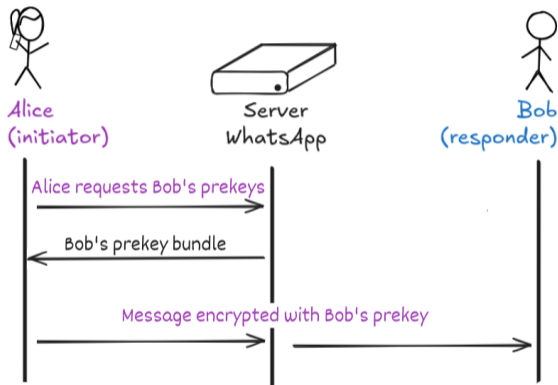 Alice
(initiator)
Server
WhatsApp
Bob
(responder)
Alice requests Bob's prekeys
Bob's prekey bundle
Message encrypted with Bob's prekey